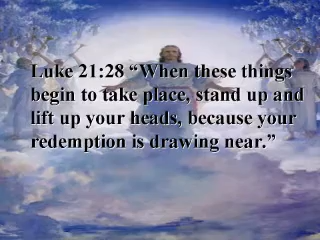 Luke 21:28 “When these things
begin to take place, stand up and
lift up your heads, because your
redemption is drawing near.”